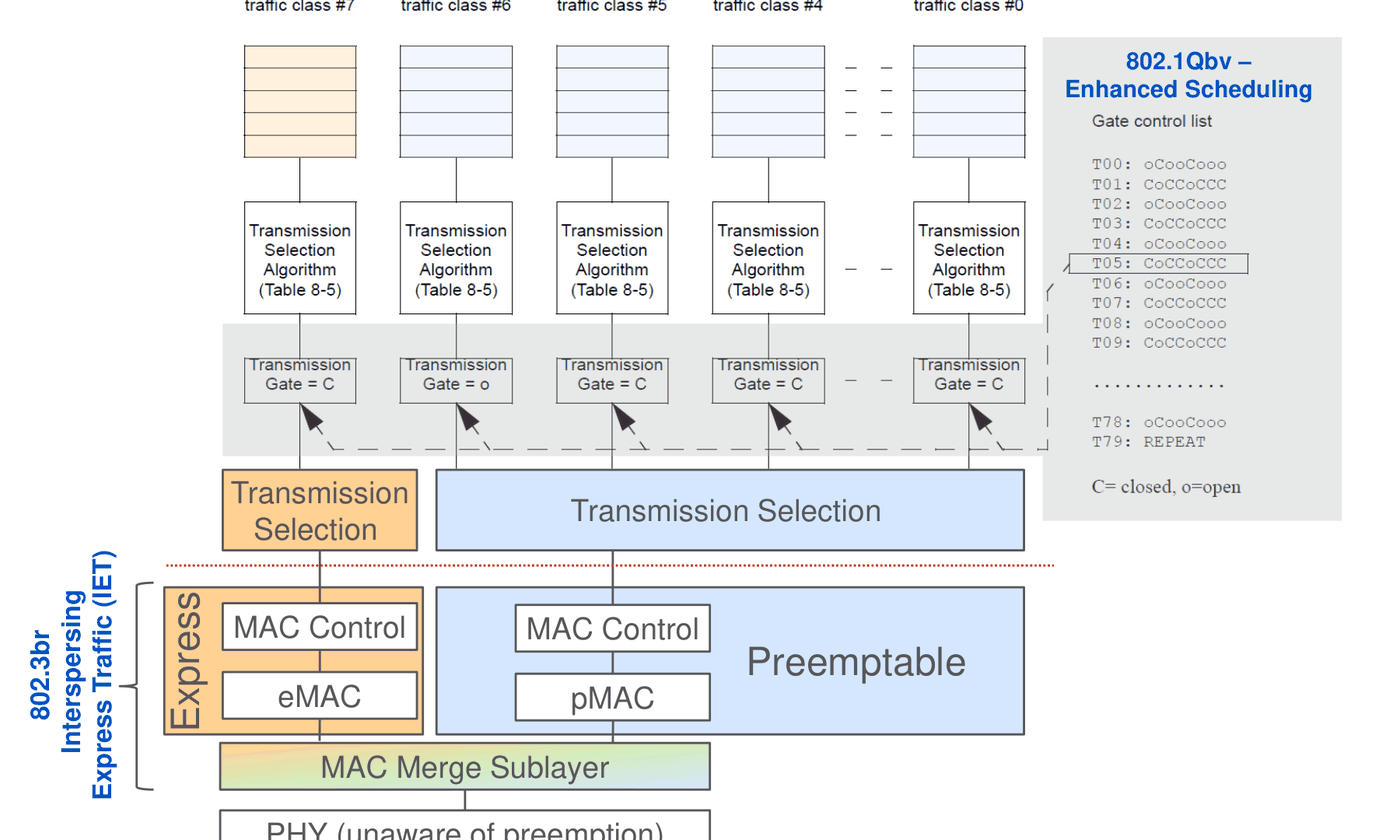 traffic class #7
traffic class #6
traffic class #5
traffic class #4
traffic class #0
802.1Qbv –
Enhanced Scheduling
Gate control list
T00: oCooCooo
T01: CoCCoCCC
T02: oCooCooo
T03: CoCCoCCC
T04: oCooCooo
T05: CoCCoCCC
T06: oCooCooo
T07: CoCCoCCC
T08: oCooCooo
T09: CoCCoCCC
. . . . . . . . . . . . .
T78: oCooCooo
T79: REPEAT
C= closed, o=open
Transmission
Selection
Algorithm
(Table 8-5)
Transmission
Selection
Algorithm
(Table 8-5)
Transmission
Selection
Algorithm
(Table 8-5)
Transmission
Selection
Algorithm
(Table 8-5)
Transmission
Selection
Algorithm
(Table 8-5)
Transmission
Gate = C
Transmission
Gate = o
Transmission
Gate = C
Transmission
Gate = C
Transmission
Gate = C
Transmission
Selection
Transmission Selection
802.3br
Interspersing
Express Traffic (IET)
Express
MAC Control
eMAC
MAC Control
pMAC
Preemptable
MAC Merge Sublayer
PHY (unaware of preemption)